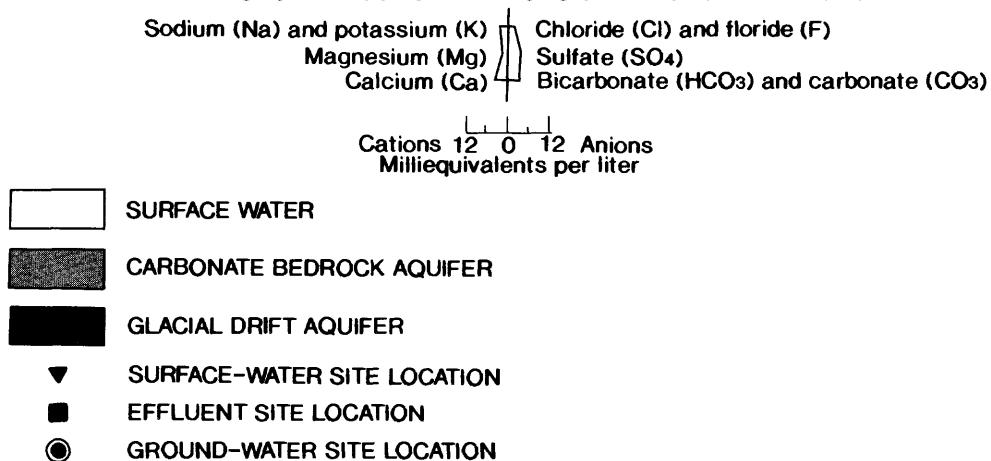 Sodium (Na) and potassium (K) Chloride (Cl) and floride (F)
Magnesium (Mg) Sulfate (SO4)
Calcium (Ca) Bicarbonate (HCO3) and carbonate (CO3)
Cations 12 0 12 Anions
Milliequivalents per liter
SURFACE WATER
CARBONATE BEDROCK AQUIFER
GLACIAL DRIFT AQUIFER
SURFACE-WATER SITE LOCATION
EFFLUENT SITE LOCATION
GROUND-WATER SITE LOCATION